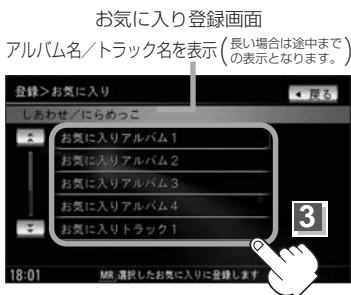 お気に入り登録画面
アルバム名／トラック名を表示(長い場合は途中までの表示となります。)
登録>お気に入り
◄ 戻る
しあわせ／にらめっこ
お気に入りアルバム1
お気に入りアルバム2
お気に入りアルバム3
お気に入りアルバム4
お気に入りトラック1
3
18:01
MR 選択したお気に入りに登録します